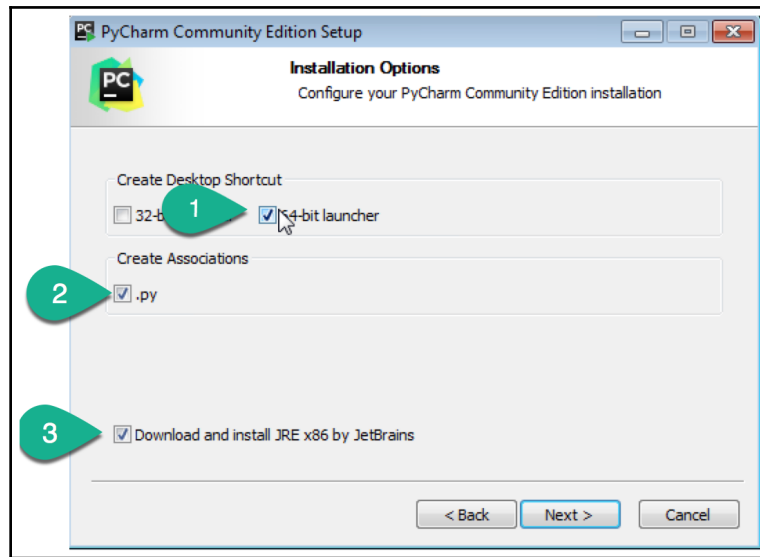 PC PyCharm Community Edition Setup
PC
Installation Options
Configure your PyCharm Community Edition installation
Create Desktop Shortcut
1
32-b 4-bit launcher
Create Associations
2
.py
3
Download and install JRE x86 by JetBrains
< Back Next > Cancel